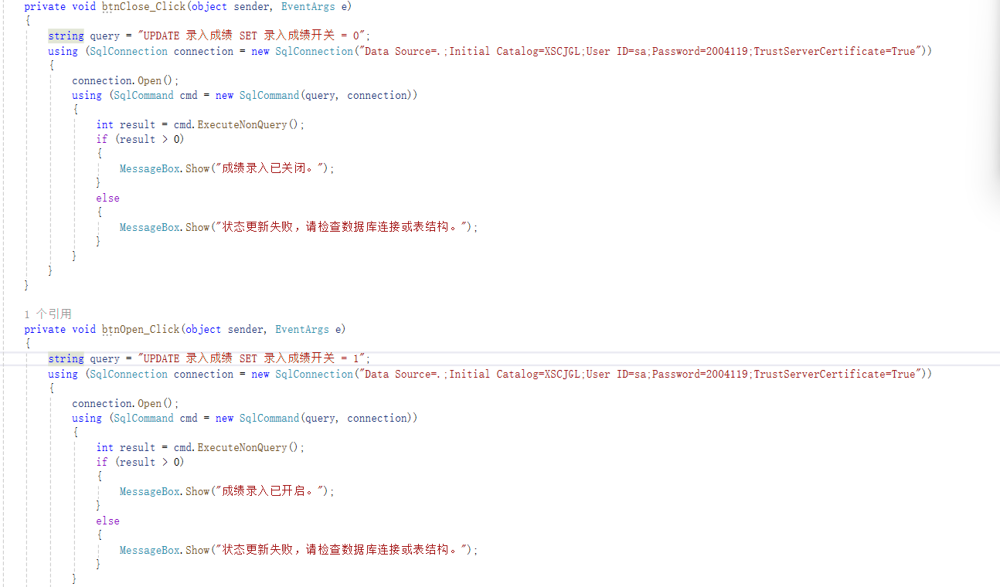 private void btnClose_Click(object sender, EventArgs e)
{
string query = "UPDATE 录入成绩 SET 录入成绩开关 = 0";
using (SqlConnection connection = new SqlConnection("Data Source=.;Initial Catalog=XSCJGL;User ID=sa;Password=2004119;TrustServerCertificate=True"))
{
connection.Open();
using (SqlCommand cmd = new SqlCommand(query, connection))
{
int result = cmd.ExecuteNonQuery();
if (result > 0)
{
MessageBox.Show("成绩录入已关闭。");
}
else
{
MessageBox.Show("状态更新失败，请检查数据库连接或表结构。");
}
}
}
}
1 个引用
private void btnOpen_Click(object sender, EventArgs e)
{
string query = "UPDATE 录入成绩 SET 录入成绩开关 = 1";
using (SqlConnection connection = new SqlConnection("Data Source=.;Initial Catalog=XSCJGL;User ID=sa;Password=2004119;TrustServerCertificate=True"))
{
connection.Open();
using (SqlCommand cmd = new SqlCommand(query, connection))
{
int result = cmd.ExecuteNonQuery();
if (result > 0)
{
MessageBox.Show("成绩录入已开启。");
}
else
{
MessageBox.Show("状态更新失败，请检查数据库连接或表结构。");
}
}